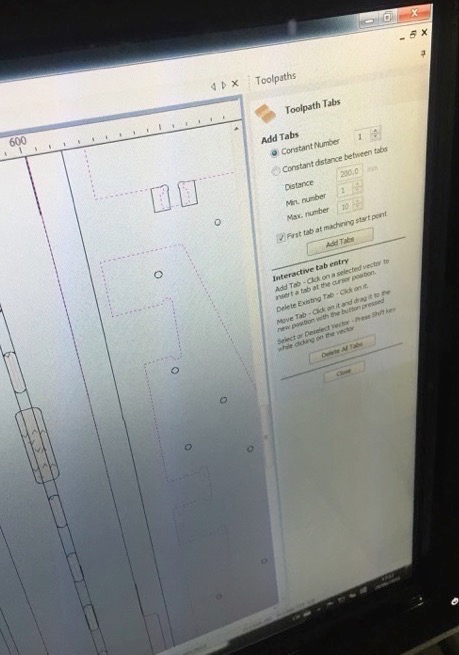 Toolpaths
Toolpath Tabs
600
Add Tabs
Constant Number 1
Constant distance between tabs
Distance 200.0 mm
Min. number 1
Max. number 10
First tab at machining start point
Add Tabs
Interactive tab entry
Add Tab - Click on a selected vector to
insert a tab at the cursor position.
Delete Existing Tab - Click on it.
Move Tab - Click on it and drag it to the
new position with the button pressed
Select or Deselect Vector - Press Shift key
while clicking on the vector
Delete All Tabs
Close